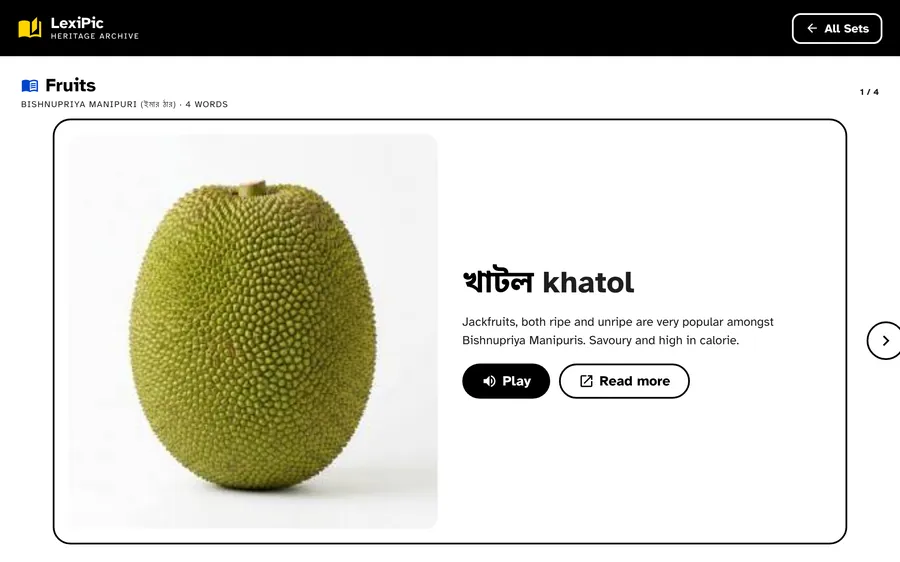 LexiPic
HERITAGE ARCHIVE
All Sets
Fruits
1 / 4
BISHNUPRIYA MANIPURI (ইমার ঠার) · 4 WORDS
খাটল khatol
Jackfruits, both ripe and unripe are very popular amongst
Bishnupriya Manipuris. Savoury and high in calorie.
Play
Read more